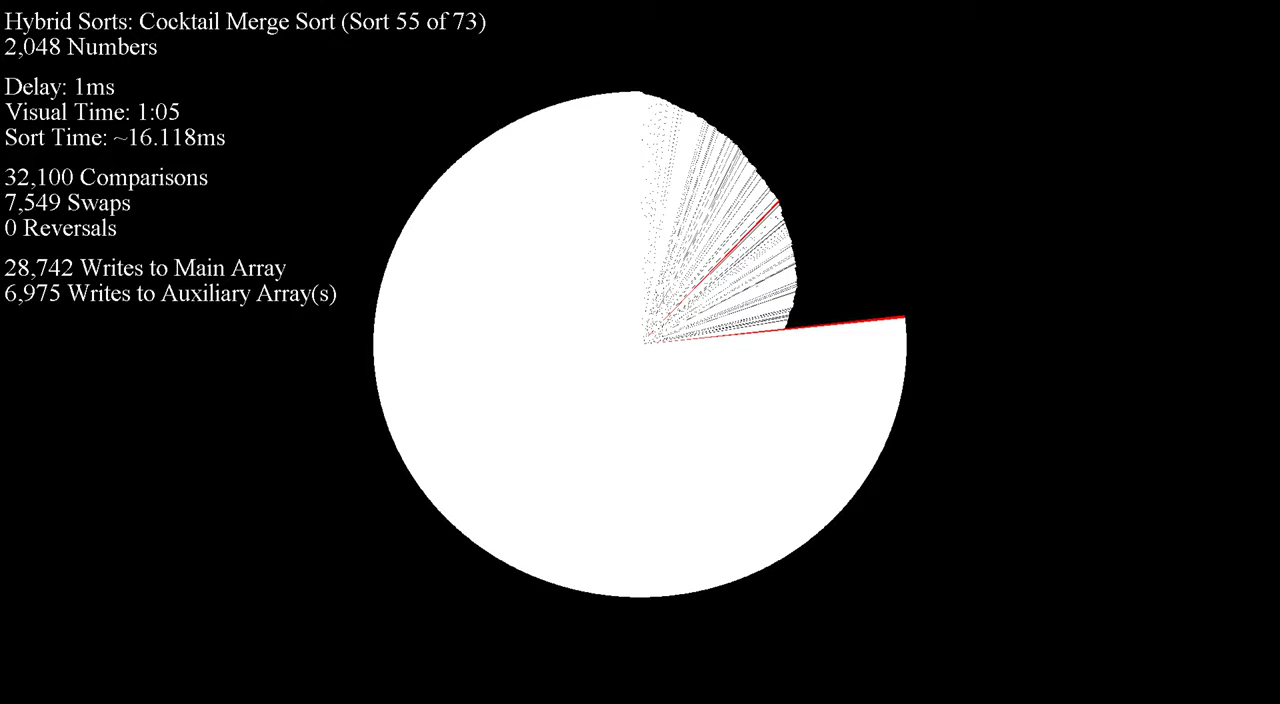 Hybrid Sorts: Cocktail Merge Sort (Sort 55 of 73)
2,048 Numbers
Delay: 1ms
Visual Time: 1:05
Sort Time: ~16.118ms
32,100 Comparisons
7,549 Swaps
0 Reversals
28,742 Writes to Main Array
6,975 Writes to Auxiliary Array(s)